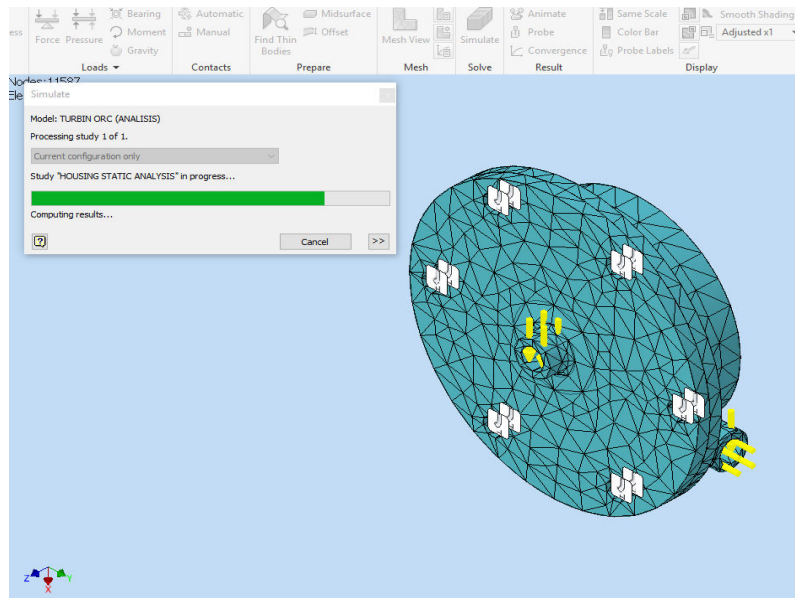 Bearing Automatic Midsurface Animate Same Scale Smooth Shading
Force Pressure Moment Manual Find Thin Bodies Offset Mesh View Simulate Probe Color Bar Adjusted x1
Gravity Convergence Probe Labels
Loads Contacts Prepare Mesh Solve Result Display
Nodes:11587
Ele
Simulate
Model: TURBIN ORC (ANALISIS)
Processing study 1 of 1.
Current configuration only
Study "HOUSING STATIC ANALYSIS" in progress...
Computing results...
Cancel >>
Z Y
X